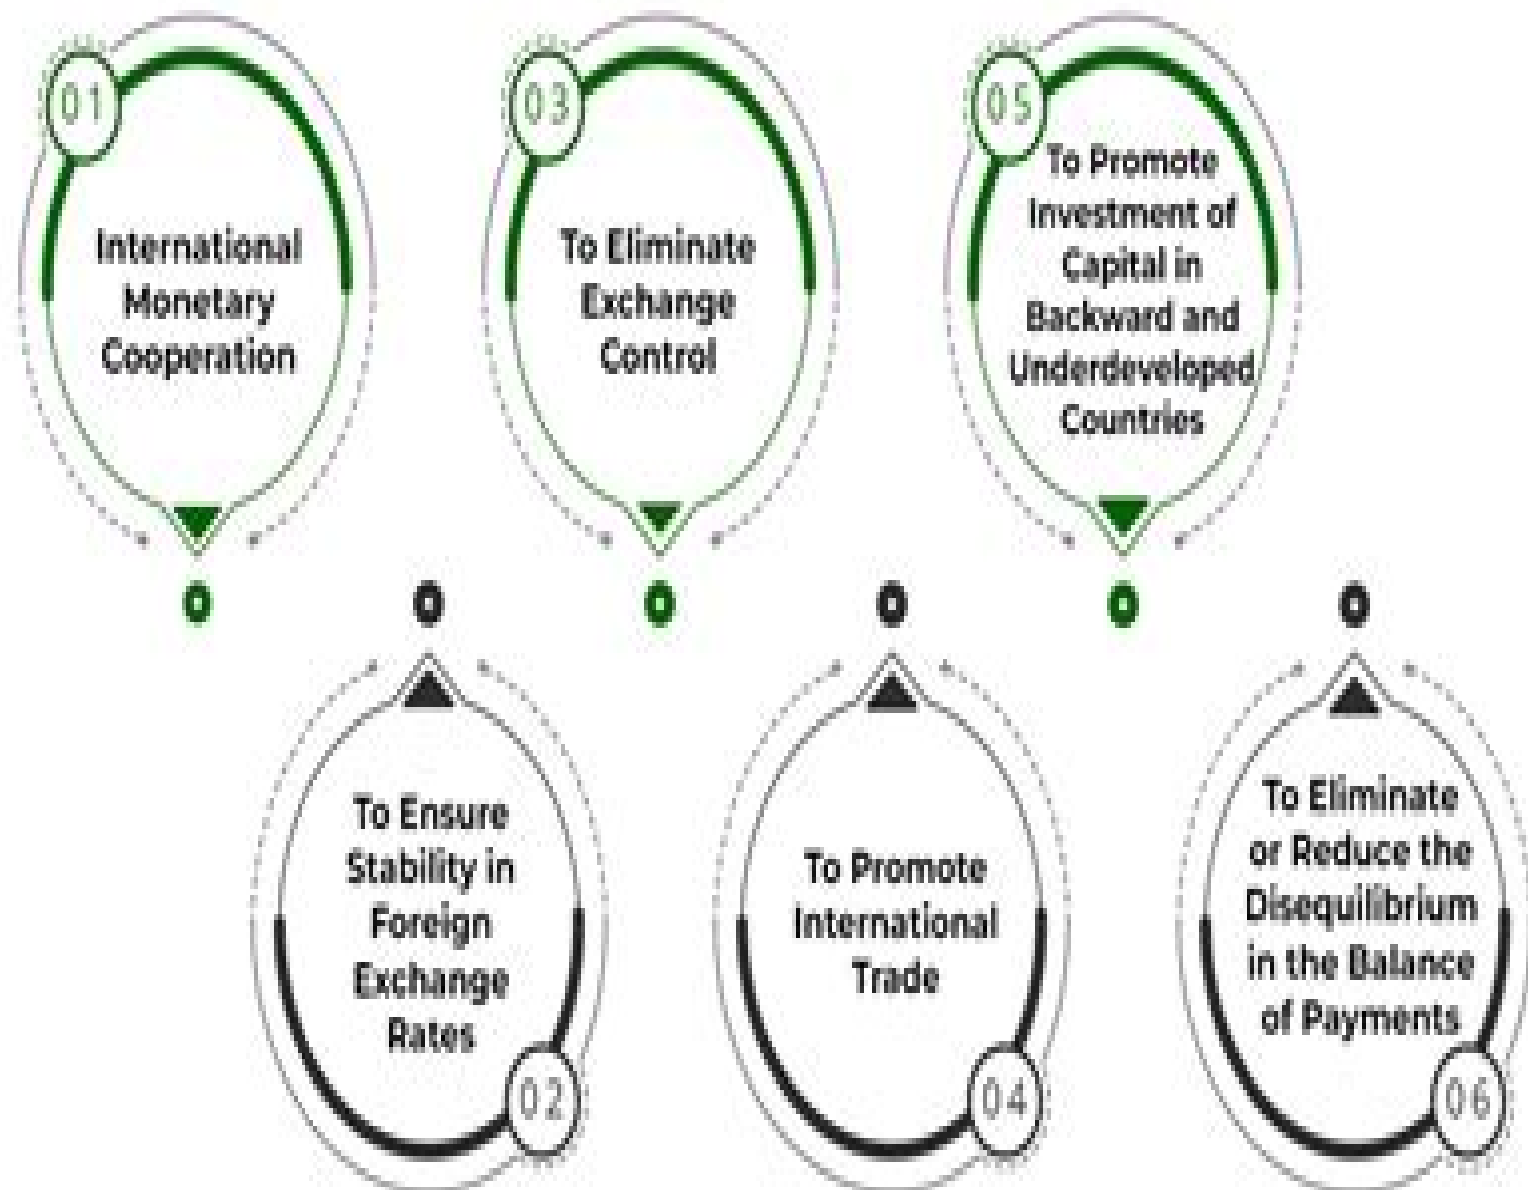 01
International
Monetary
Cooperation
To Ensure
Stability in
Foreign
Exchange
Rates
02
03
To Eliminate
Exchange
Control
To Promote
International
Trade
04
05
To Promote
Investment of
Capital in
Backward and
Underdeveloped
Countries
To Eliminate
or Reduce the
Disequilibrium
in the Balance
of Payments
06